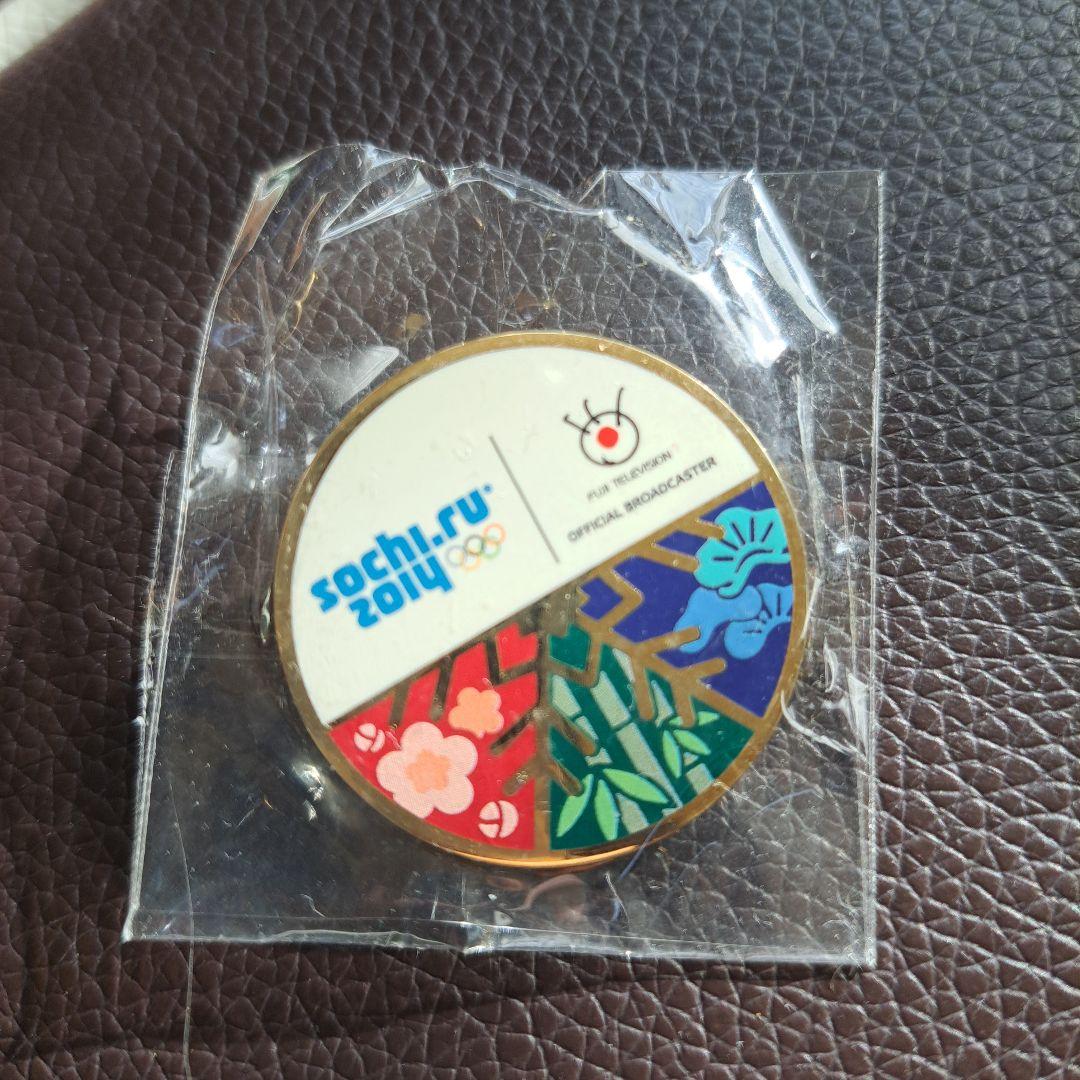 sochi.ru
2014
FUJI TELEVISION
OFFICIAL BROADCASTER